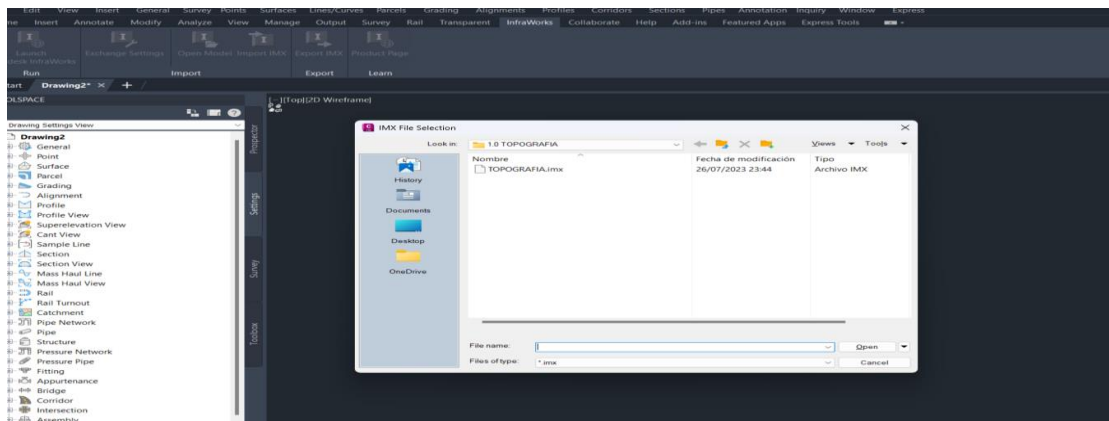 Edit View Insert General Survey Points Surfaces Lines/Curves Parcels Grading Alignments Profiles Corridors Sections Pipes Annotation Inquiry Window Express
Insert Annotate Modify Analyze View Manage Output Survey Rail Transparent InfraWorks Collaborate Help Add-ins Featured Apps Express Tools
Launch Exchange Settings Open Model Import IMX Export IMX Product Page
InfraWorks
Run Import Export Learn
Drawing2* × +
[-][Top][2D Wireframe]
Drawing Settings View
Drawing2
General
Point
Surface
Parcel
Grading
Alignment
Profile
Profile View
Superelevation View
Cant View
Sample Line
Section
Section View
Mass Haul Line
Mass Haul View
Rail
Rail Turnout
Catchment
Pipe Network
Pipe
Structure
Pressure Network
Pressure Pipe
Fitting
Appurtenance
Bridge
Corridor
Intersection
Assembly
Prospector
Settings
Survey
Toolbox
IMX File Selection
Look in: 1.0 TOPOGRAFIA Views Tools
History
Documents
Desktop
OneDrive
Nombre Fecha de modificación Tipo
TOPOGRAFIA.imx 26/07/2023 23:44 Archivo IMX
File name: Open
Files of type: *.imx Cancel